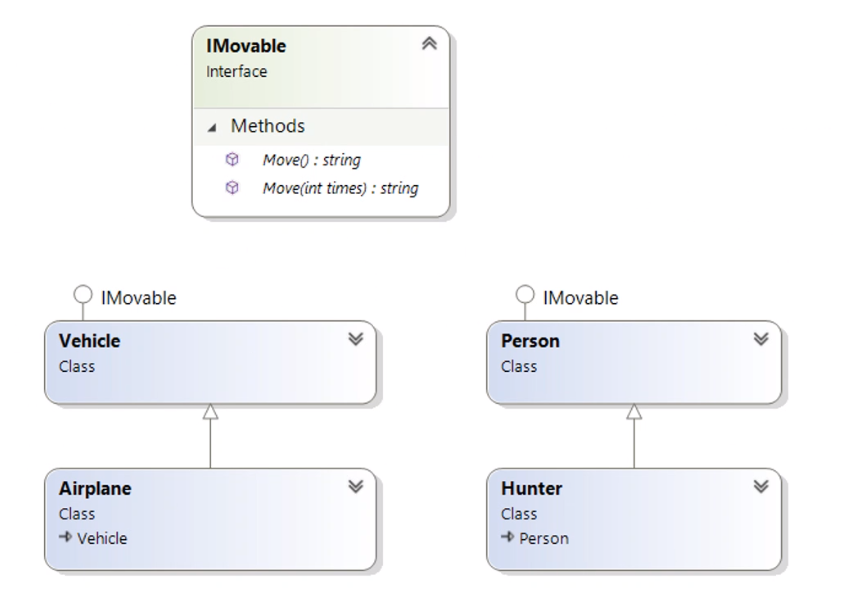 IMovable
Interface
Methods
Move() : string
Move(int times) : string
IMovable
Vehicle
Class
IMovable
Person
Class
Airplane
Class
Vehicle
Hunter
Class
Person